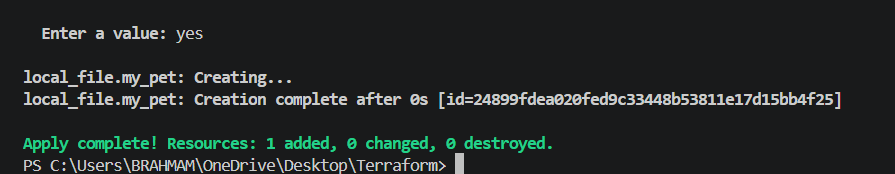 Enter a value: yes
local_file.my_pet: Creating...
local_file.my_pet: Creation complete after 0s [id=24899fdea020fed9c33448b53811e17d15bb4f25]
Apply complete! Resources: 1 added, 0 changed, 0 destroyed.
PS C:\Users\BRAHMAM\OneDrive\Desktop\Terraform>